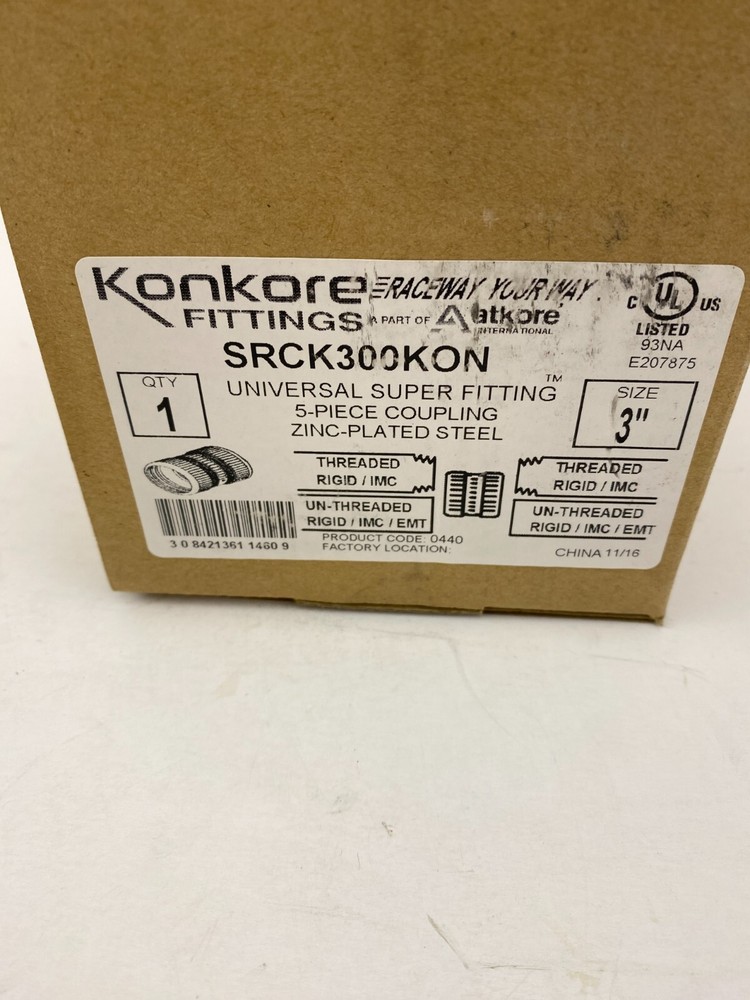 Konkore
FITTINGS
RACEWAY YOUR WAY
A PART OF atkore
INTERNATIONAL
C UL US
LISTED
93NA
E207875
SRCK300KON
QTY
1
UNIVERSAL SUPER FITTING™
5-PIECE COUPLING
ZINC-PLATED STEEL
SIZE
3"
THREADED
RIGID / IMC
UN-THREADED
RIGID / IMC / EMT
THREADED
RIGID / IMC
UN-THREADED
RIGID / IMC / EMT
3 0 8421361 1460 9
PRODUCT CODE: 0440
FACTORY LOCATION:
CHINA 11/16